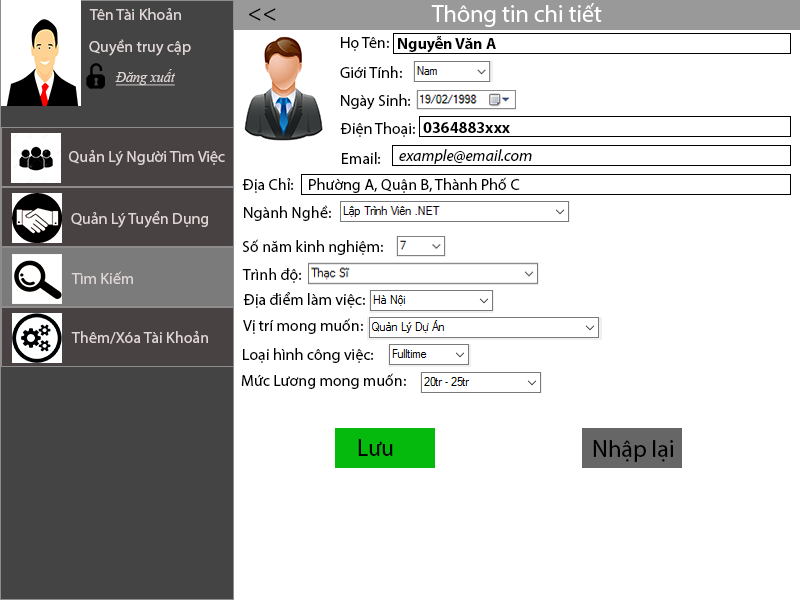 Tên Tài Khoản
Quyền truy cập
Đăng xuất
Quản Lý Người Tìm Việc
Quản Lý Tuyển Dụng
Tìm Kiếm
Thêm/Xóa Tài Khoản
<< Thông tin chi tiết
Họ Tên: Nguyễn Văn A
Giới Tính: Nam
Ngày Sinh: 19/02/1998
Điện Thoại: 0364883xxx
Email: example@email.com
Địa Chỉ: Phường A, Quận B, Thành Phố C
Ngành Nghề: Lập Trình Viên .NET
Số năm kinh nghiệm: 7
Trình độ: Thạc Sĩ
Địa điểm làm việc: Hà Nội
Vị trí mong muốn: Quản Lý Dự Án
Loại hình công việc: Fulltime
Mức Lương mong muốn: 20tr - 25tr
Lưu Nhập lại